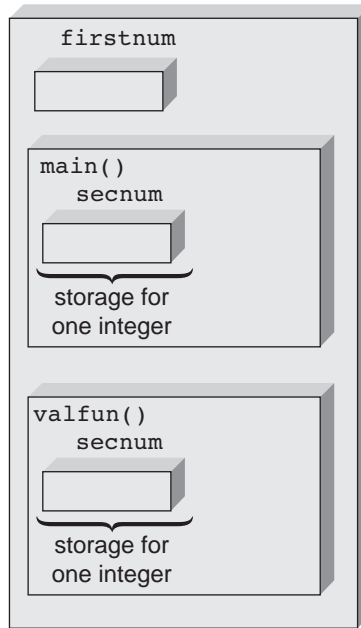 firstnum
main()
secnum
storage for
one integer
valfun()
secnum
storage for
one integer